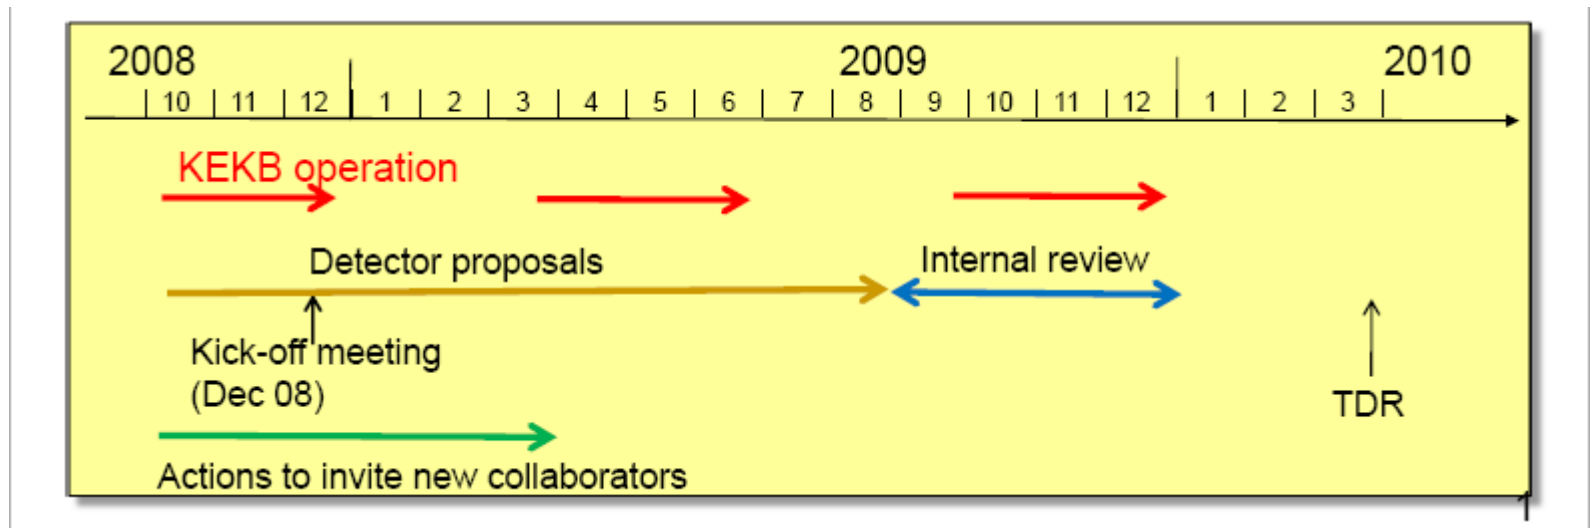 2008 2009 2010
| 10 | 11 | 12 | 1 | 2 | 3 | 4 | 5 | 6 | 7 | 8 | 9 | 10 | 11 | 12 | 1 | 2 | 3 |
KEKB operation
Detector proposals
Internal review
Kick-off meeting
(Dec 08)
TDR
Actions to invite new collaborators
1